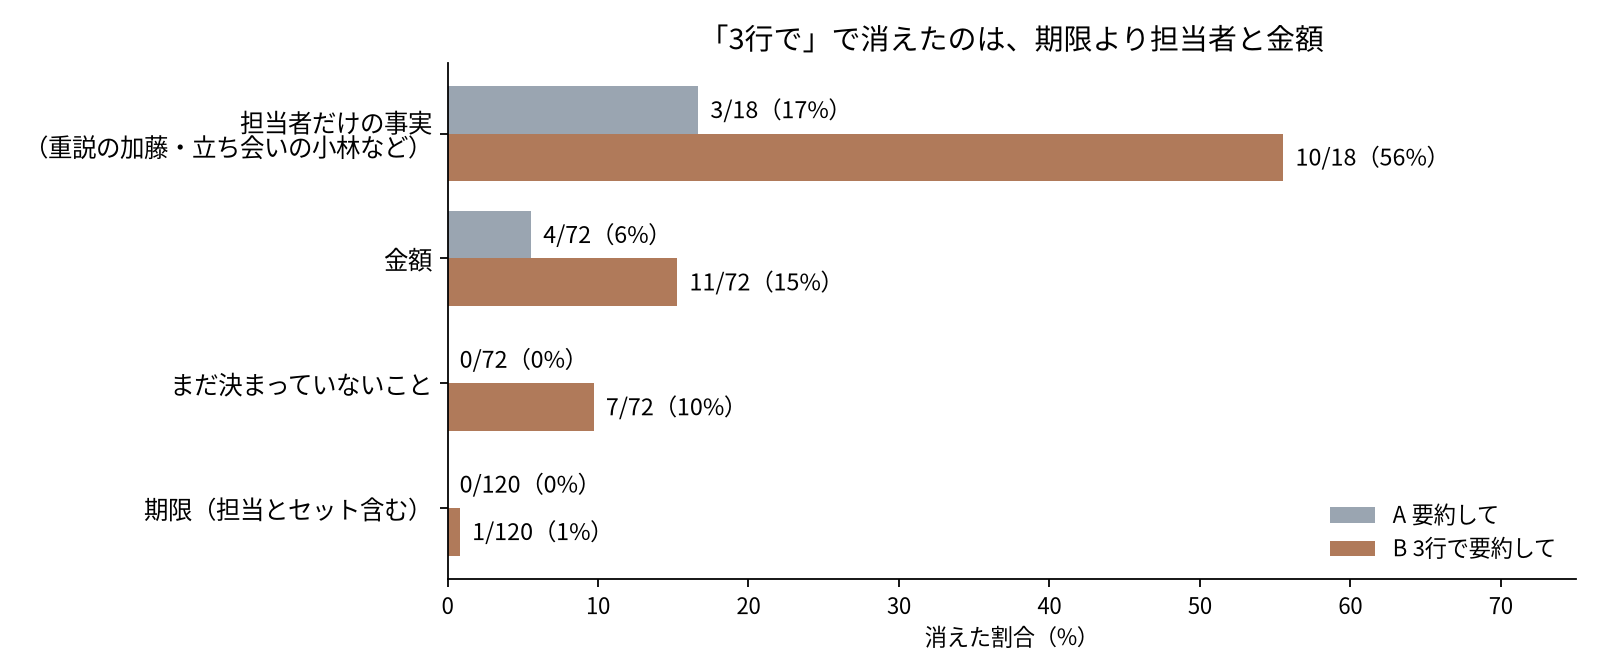 「3行で」で消えたのは、期限より担当者と金額
担当者だけの事実
（重説の加藤・立ち会いの小林など）
3/18（17%）
10/18（56%）
金額
4/72（6%）
11/72（15%）
まだ決まっていないこと
0/72（0%）
7/72（10%）
期限（担当とセット含む）
0/120（0%）
1/120（1%）
A 要約して
B 3行で要約して
0 10 20 30 40 50 60 70
消えた割合（%）